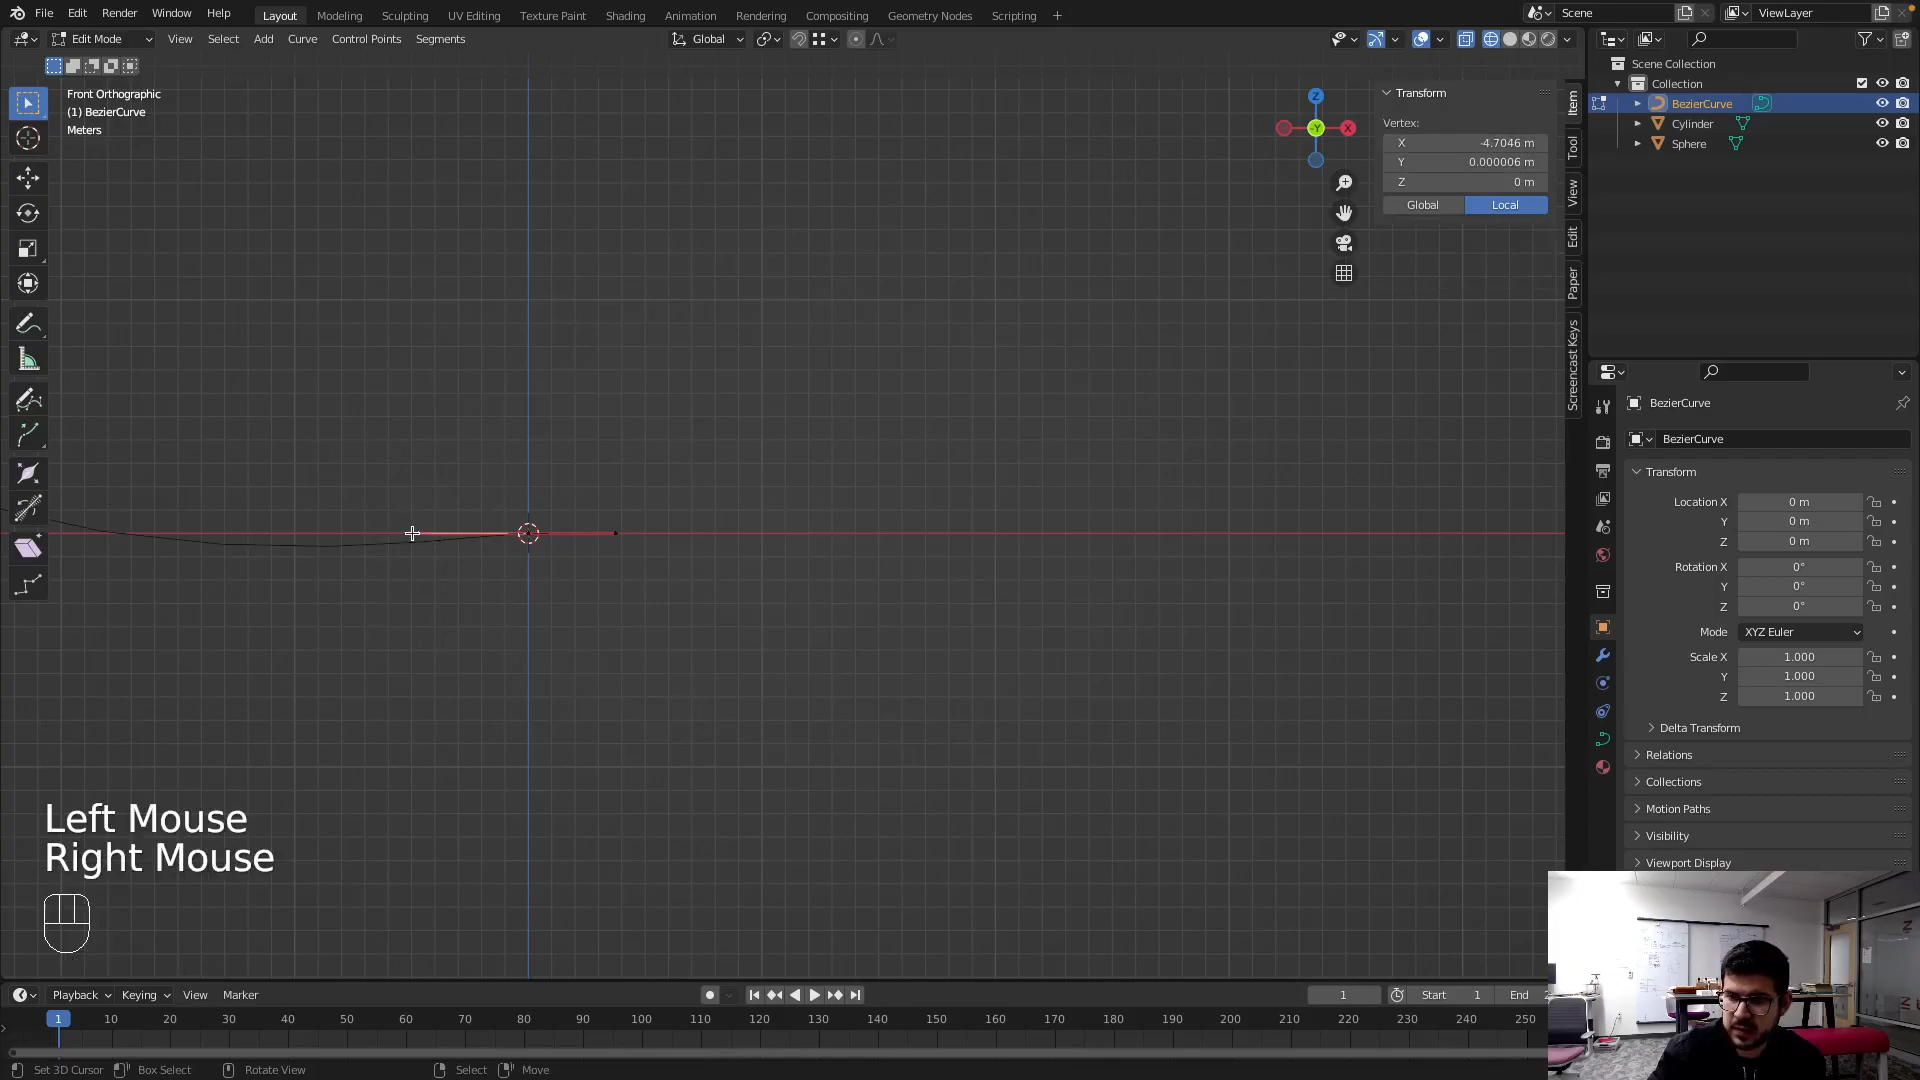 File Edit Render Window Help Layout Modeling Sculpting UV Editing Texture Paint Shading Animation Rendering Compositing Geometry Nodes Scripting + Scene ViewLayer
Edit Mode View Select Add Curve Control Points Segments Global
Front Orthographic
(1) BezierCurve
Meters
Z
X
-Y
Transform
Vertex:
X -4.7046 m
Y 0.000006 m
Z 0 m
Global Local
Item
Tool
View
Edit
Paper
Screencast Keys
Scene Collection
Collection
BezierCurve
Cylinder
Sphere
BezierCurve
BezierCurve
Transform
Location X 0 m
Y 0 m
Z 0 m
Rotation X 0°
Y 0°
Z 0°
Mode XYZ Euler
Scale X 1.000
Y 1.000
Z 1.000
Delta Transform
Relations
Collections
Motion Paths
Visibility
Viewport Display
Left Mouse
Right Mouse
Playback Keying View Marker 1 Start 1 End 2
1 10 20 30 40 50 60 70 80 90 100 110 120 130 140 150 160 170 180 190 200 210 220 230 240 250
Set 3D Cursor Box Select Rotate View Select Move